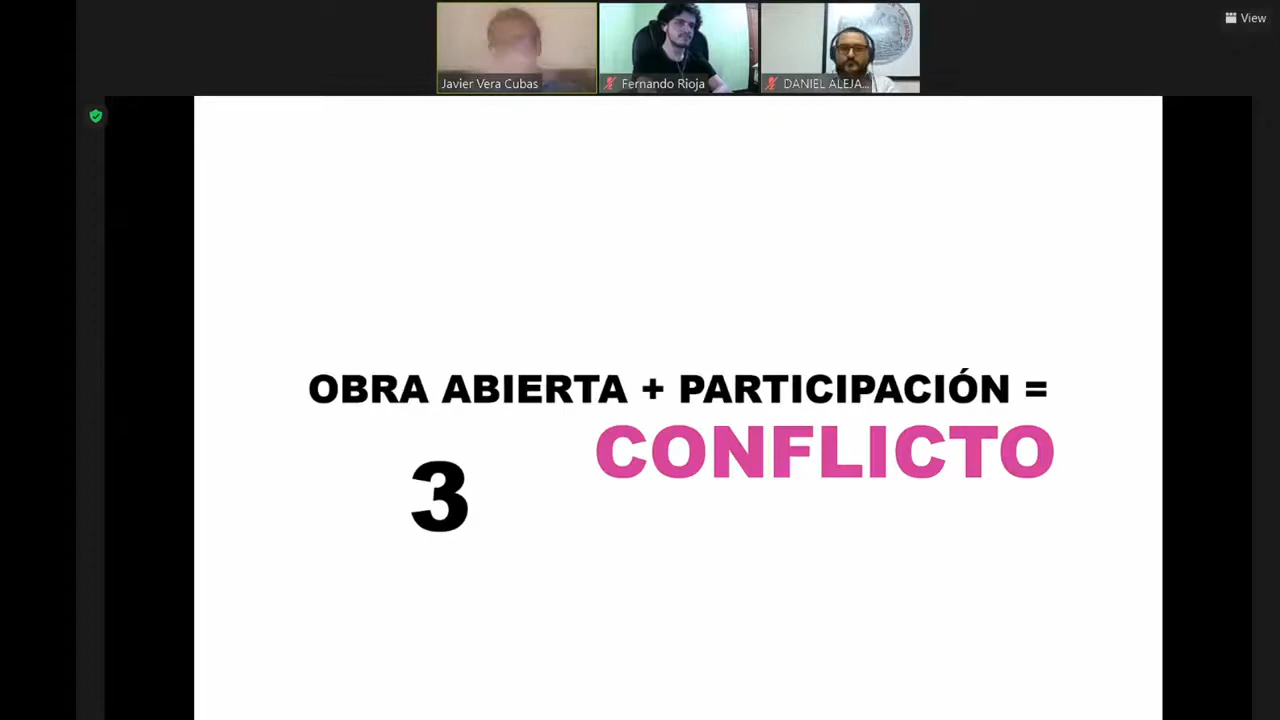 View
Javier Vera Cubas
Fernando Rioja
DANIEL ALEJA...
OBRA ABIERTA + PARTICIPACIÓN =
CONFLICTO
3